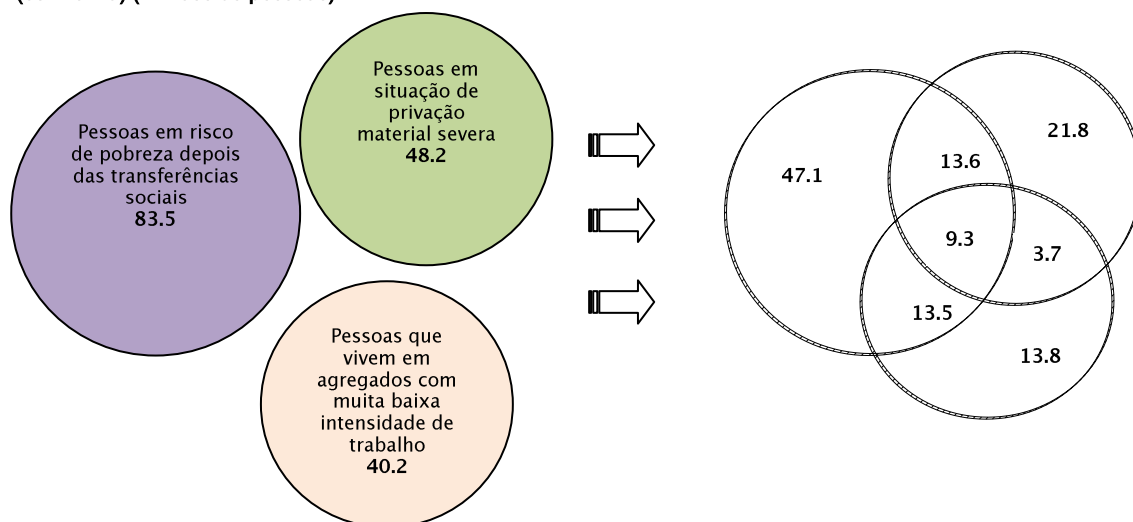 Pessoas em risco
de pobreza depois
das transferências
sociais
83.5
Pessoas em
situação de
privação
material severa
48.2
Pessoas que
vivem em
agregados com
muita baixa
intensidade de
trabalho
40.2
47.1
13.6
21.8
9.3
3.7
13.5
13.8